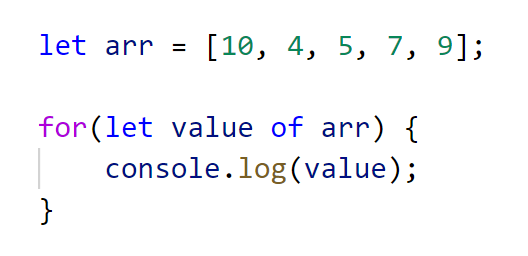 let arr = [10, 4, 5, 7, 9];
for(let value of arr) {
    console.log(value);
}